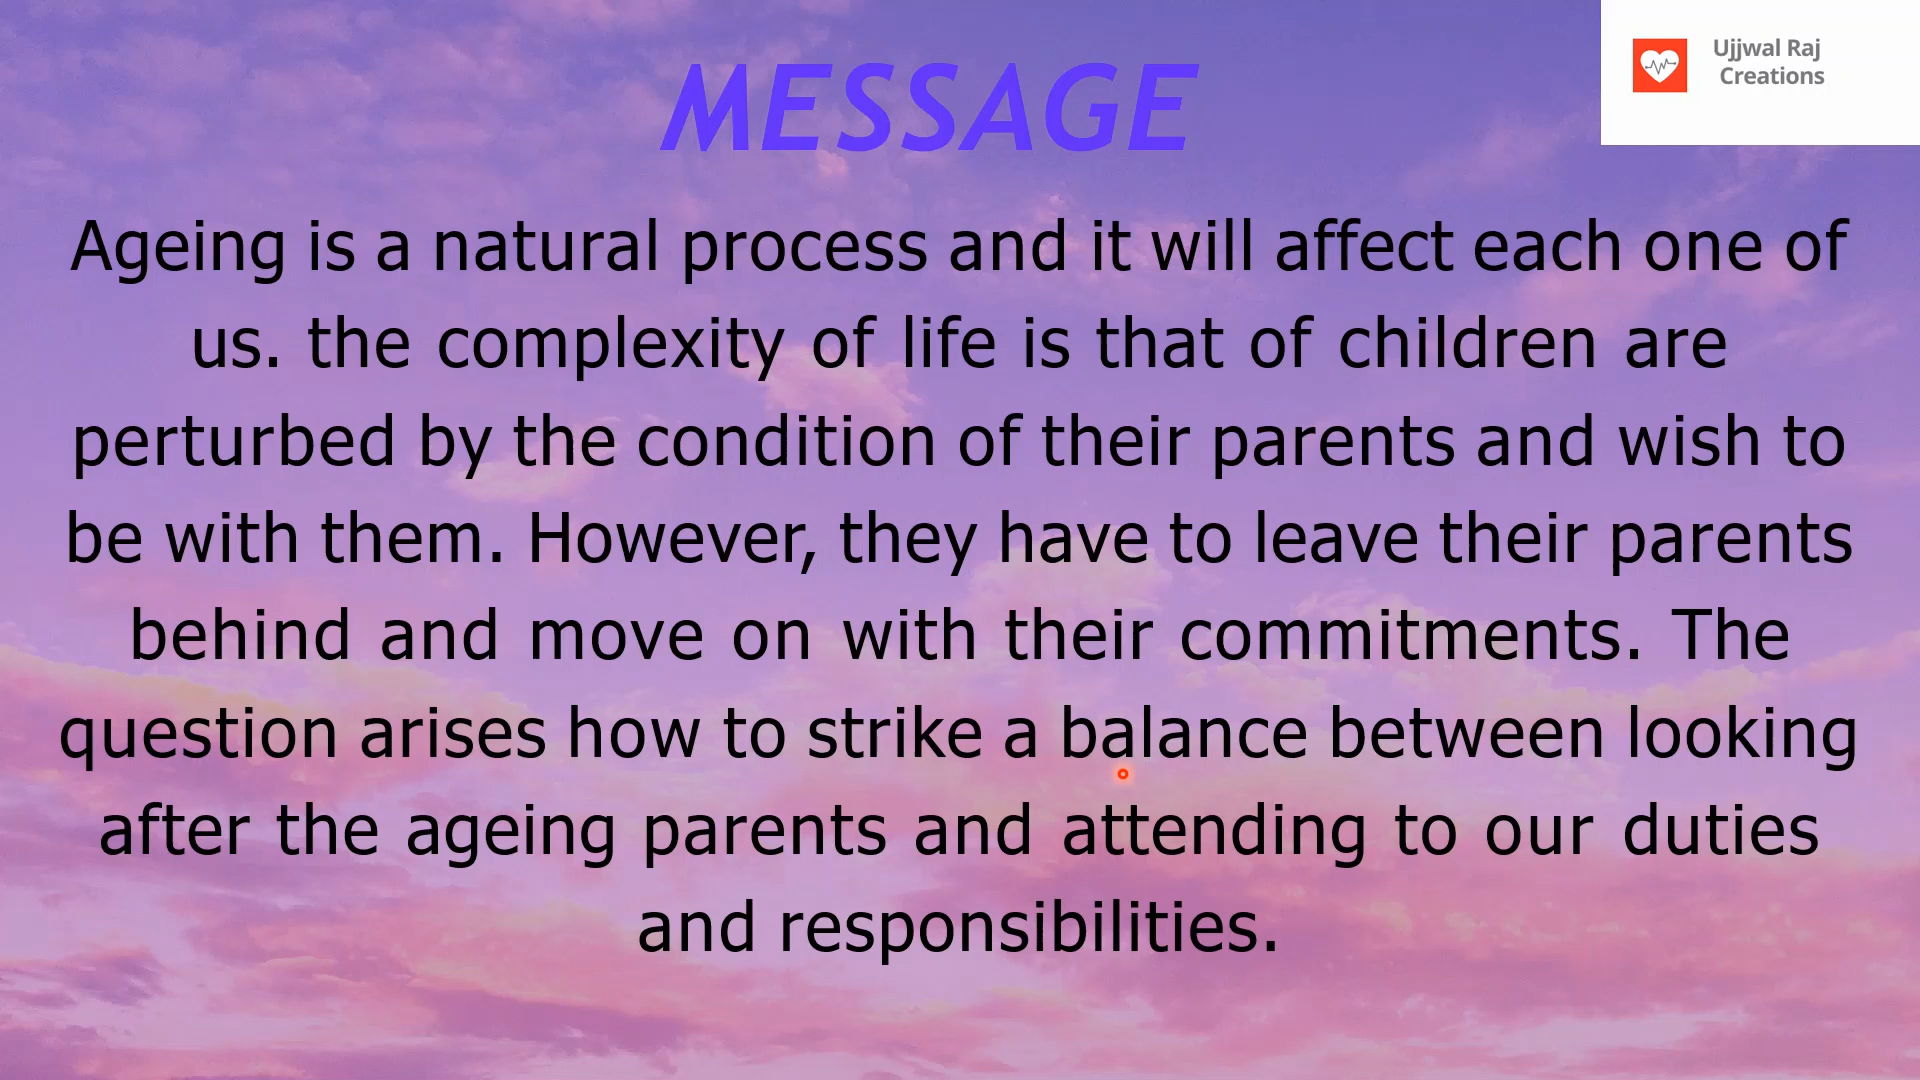 MESSAGE
Ujjwal Raj
Creations
Ageing is a natural process and it will affect each one of
us. the complexity of life is that of children are
perturbed by the condition of their parents and wish to
be with them. However, they have to leave their parents
behind and move on with their commitments. The
question arises how to strike a balance between looking
after the ageing parents and attending to our duties
and responsibilities.